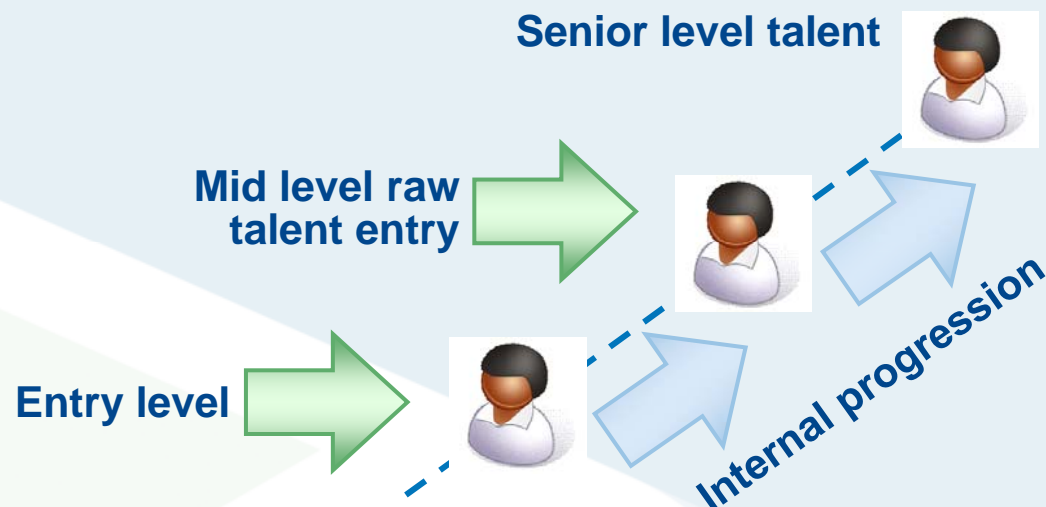 Senior level talent
Mid level raw
talent entry
Entry level
Internal progression